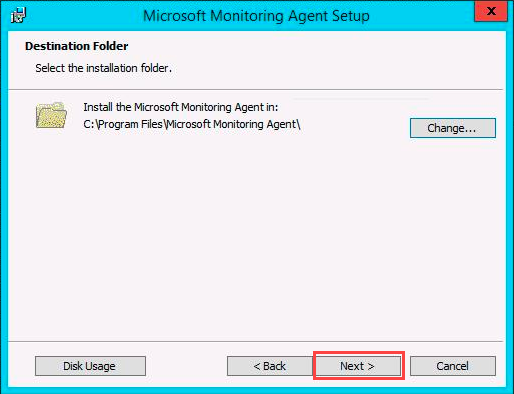 Microsoft Monitoring Agent Setup
x
Destination Folder
Select the installation folder.
Install the Microsoft Monitoring Agent in:
C:\Program Files\Microsoft Monitoring Agent\
Change...
Disk Usage
< Back
Next >
Cancel